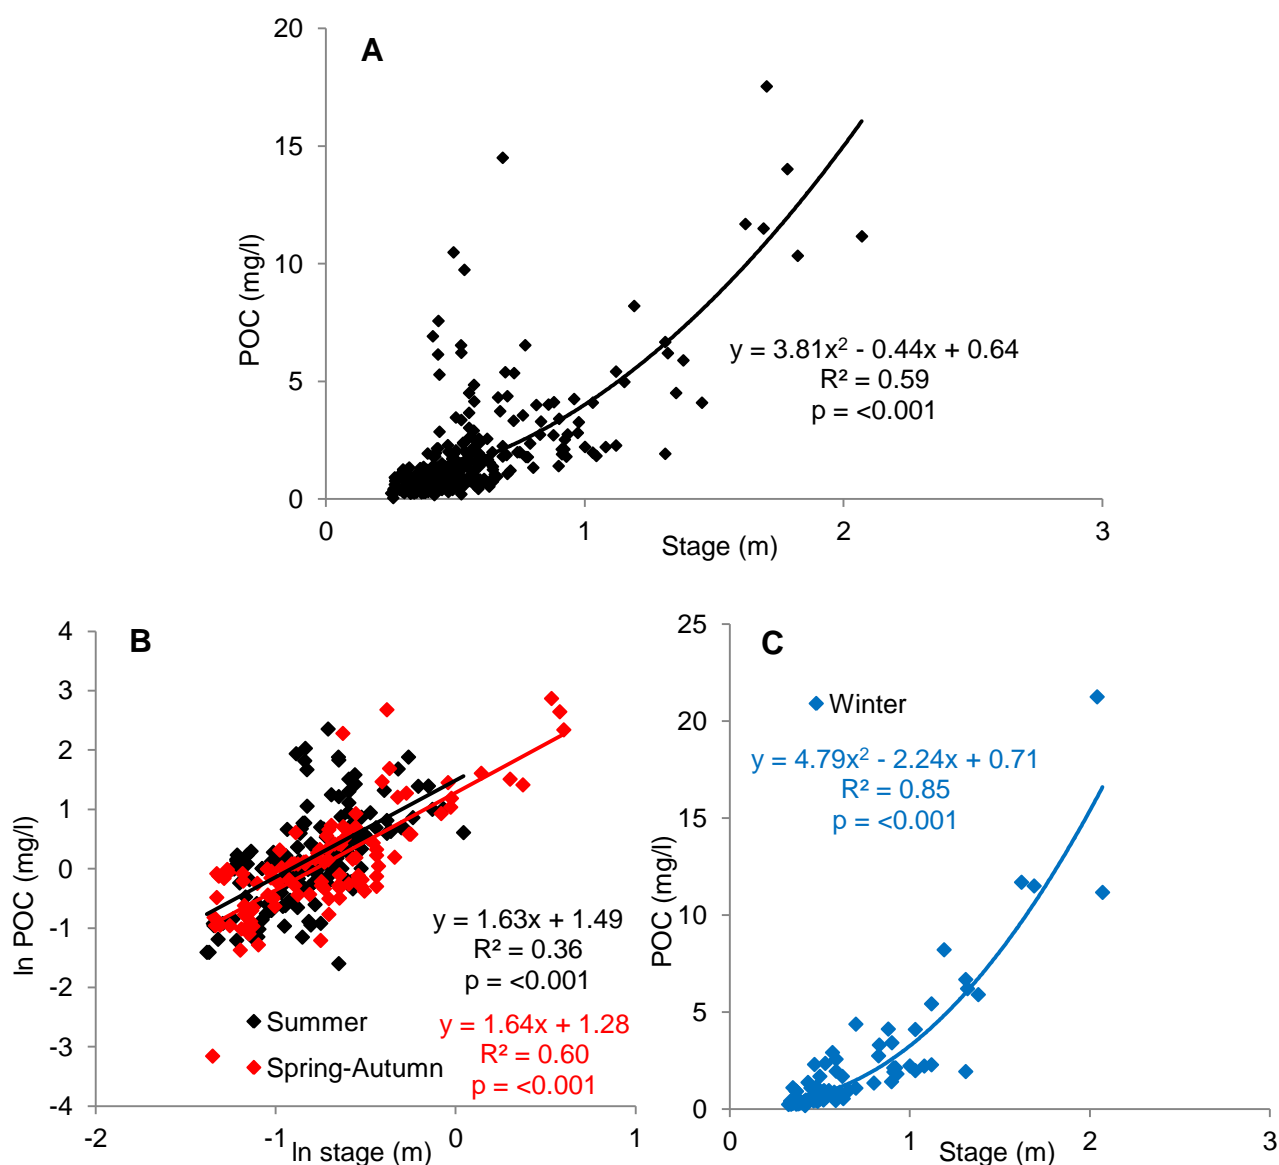 A
20
15
10
5
0
POC (mg/l)
y = 3.81x² - 0.44x + 0.64
R² = 0.59
p = <0.001
0 1 2 3
Stage (m)
B
4
3
2
1
0
-1
-2
-3
-4
ln POC (mg/l)
y = 1.63x + 1.49
R² = 0.36
p = <0.001
Summer
Spring-Autumn
y = 1.64x + 1.28
R² = 0.60
p = <0.001
-2 -1 0 1
ln stage (m)
C
25
20
15
10
5
0
POC (mg/l)
Winter
y = 4.79x² - 2.24x + 0.71
R² = 0.85
p = <0.001
0 1 2 3
Stage (m)